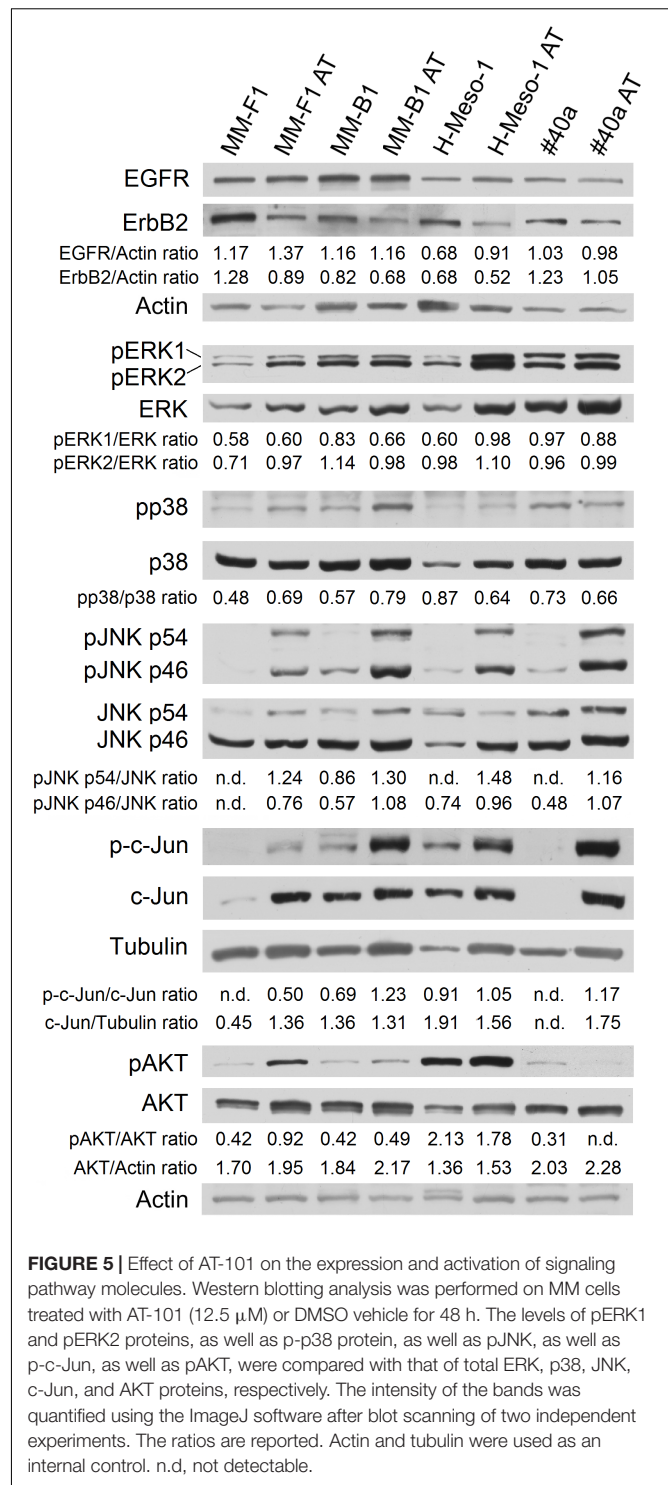 MM-F1 MM-F1 AT MM-B1 MM-B1 AT H-Meso-1 H-Meso-1 AT #40a #40a AT
EGFR
ErbB2
EGFR/Actin ratio 1.17 1.37 1.16 1.16 0.68 0.91 1.03 0.98
ErbB2/Actin ratio 1.28 0.89 0.82 0.68 0.68 0.52 1.23 1.05
Actin
pERK1
pERK2
ERK
pERK1/ERK ratio 0.58 0.60 0.83 0.66 0.60 0.98 0.97 0.88
pERK2/ERK ratio 0.71 0.97 1.14 0.98 0.98 1.10 0.96 0.99
pp38
p38
pp38/p38 ratio 0.48 0.69 0.57 0.79 0.87 0.64 0.73 0.66
pJNK p54
pJNK p46
JNK p54
JNK p46
pJNK p54/JNK ratio n.d. 1.24 0.86 1.30 n.d. 1.48 n.d. 1.16
pJNK p46/JNK ratio n.d. 0.76 0.57 1.08 0.74 0.96 0.48 1.07
p-c-Jun
c-Jun
Tubulin
p-c-Jun/c-Jun ratio n.d. 0.50 0.69 1.23 0.91 1.05 n.d. 1.17
c-Jun/Tubulin ratio 0.45 1.36 1.36 1.31 1.91 1.56 n.d. 1.75
pAKT
AKT
pAKT/AKT ratio 0.42 0.92 0.42 0.49 2.13 1.78 0.31 n.d.
AKT/Actin ratio 1.70 1.95 1.84 2.17 1.36 1.53 2.03 2.28
Actin
FIGURE 5 | Effect of AT-101 on the expression and activation of signaling
pathway molecules. Western blotting analysis was performed on MM cells
treated with AT-101 (12.5 μM) or DMSO vehicle for 48 h. The levels of pERK1
and pERK2 proteins, as well as p-p38 protein, as well as pJNK, as well as
p-c-Jun, as well as pAKT, were compared with that of total ERK, p38, JNK,
c-Jun, and AKT proteins, respectively. The intensity of the bands was
quantified using the ImageJ software after blot scanning of two independent
experiments. The ratios are reported. Actin and tubulin were used as an
internal control. n.d, not detectable.